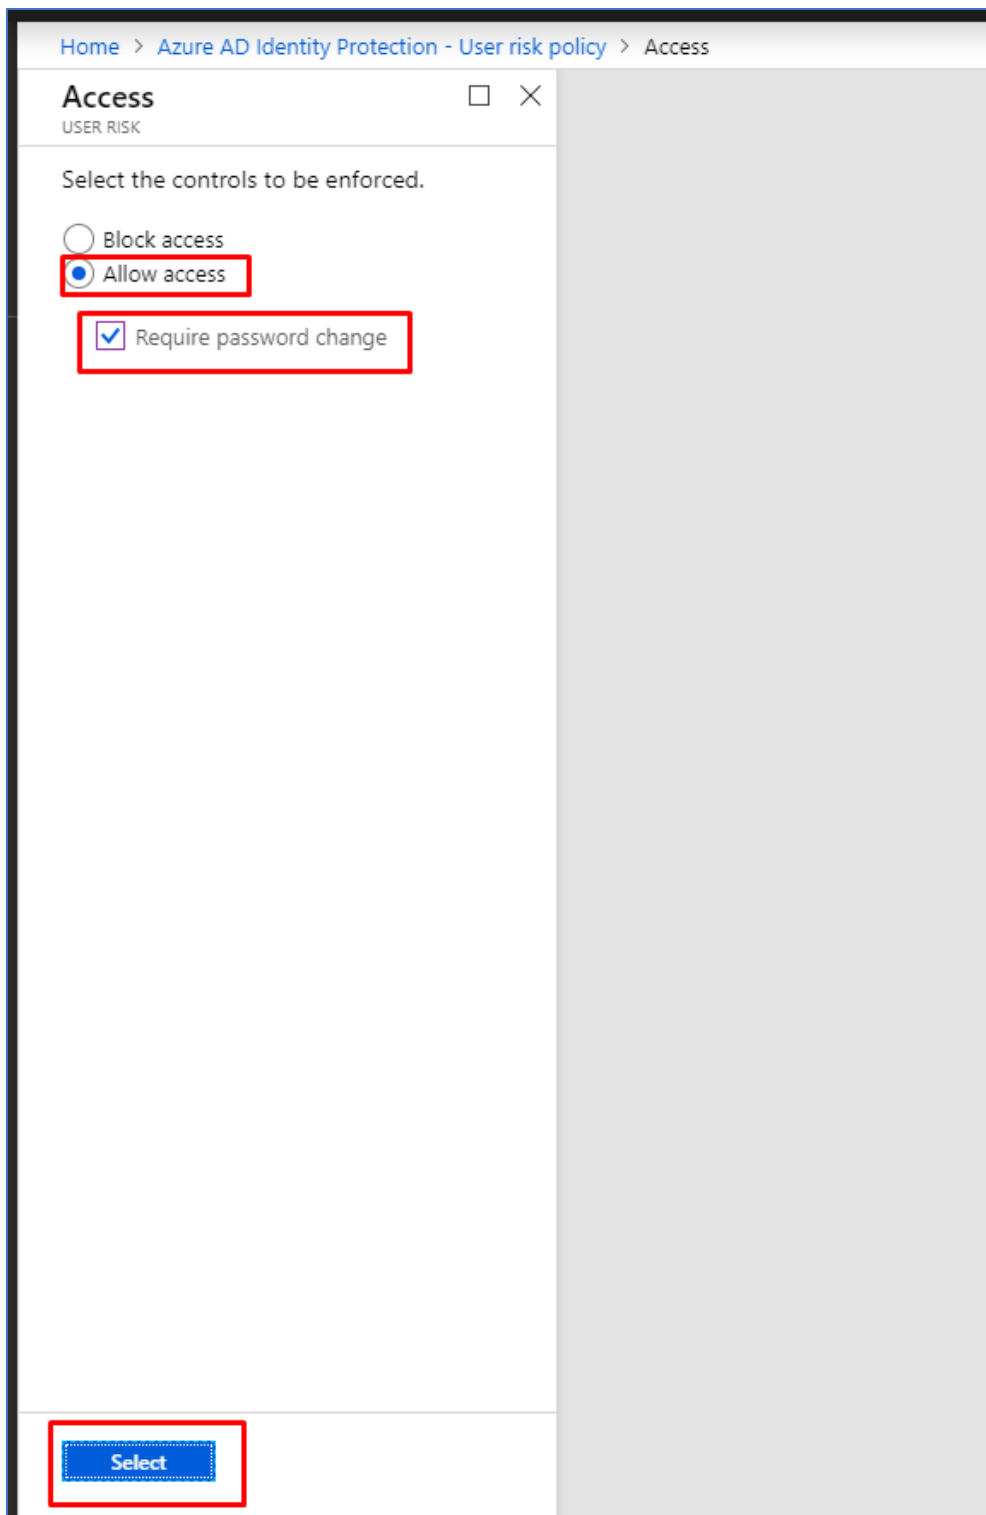 Home > Azure AD Identity Protection - User risk policy > Access
Access
USER RISK
Select the controls to be enforced.
Block access
Allow access
Require password change
Select